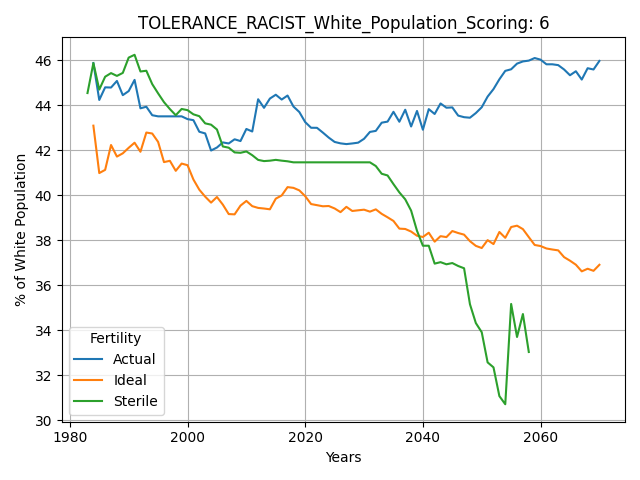 TOLERANCE_RACIST_White_Population_Scoring: 6
46
44
42
40
38
36
34
32
30
% of White Population
Fertility
Actual
Ideal
Sterile
1980
2000
2020
2040
2060
Years